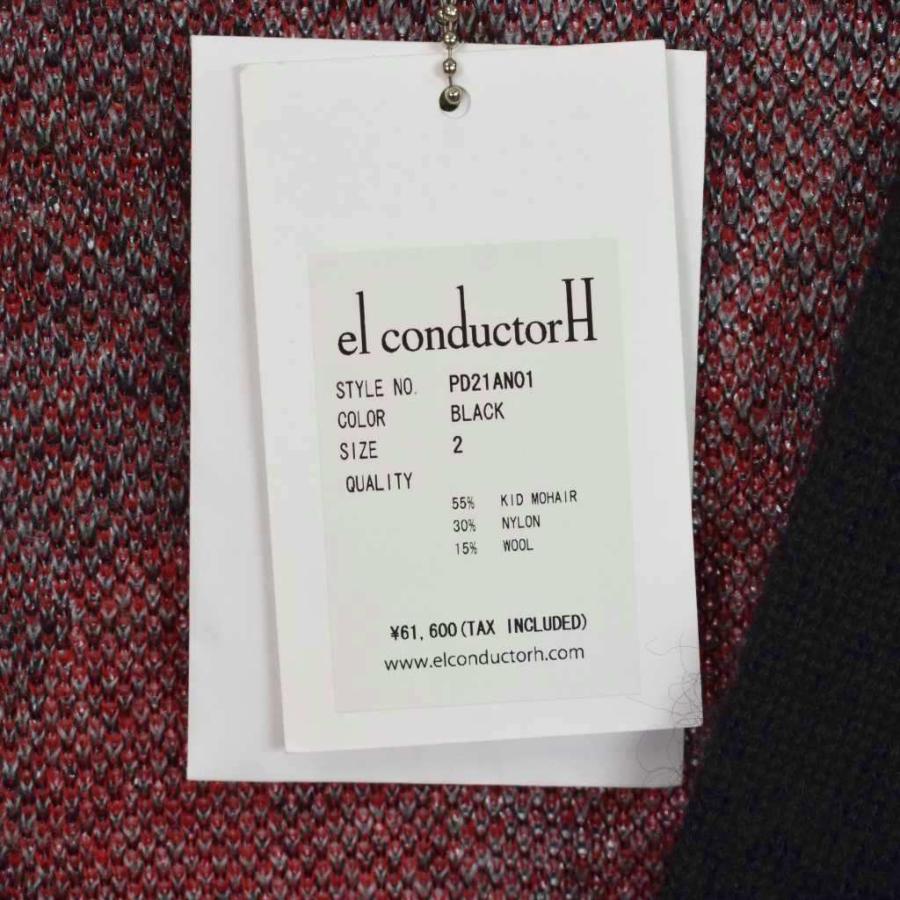 el conductorH
STYLE NO. PD21AN01
COLOR BLACK
SIZE 2
QUALITY
55% KID MOHAIR
30% NYLON
15% WOOL
¥61,600(TAX INCLUDED)
www.elconductorh.com